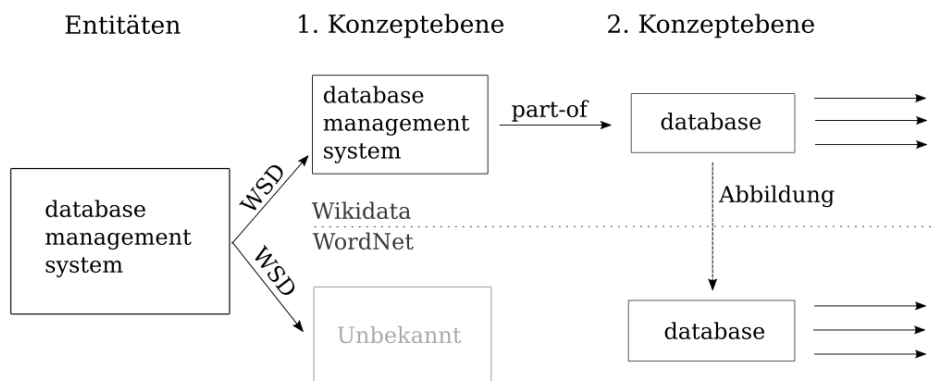 Entitäten
1. Konzeptebene
2. Konzeptebene
database
management
system
WSD
WSD
database
management
system
part-of
database
Abbildung
Wikidata
WordNet
Unbekannt
database